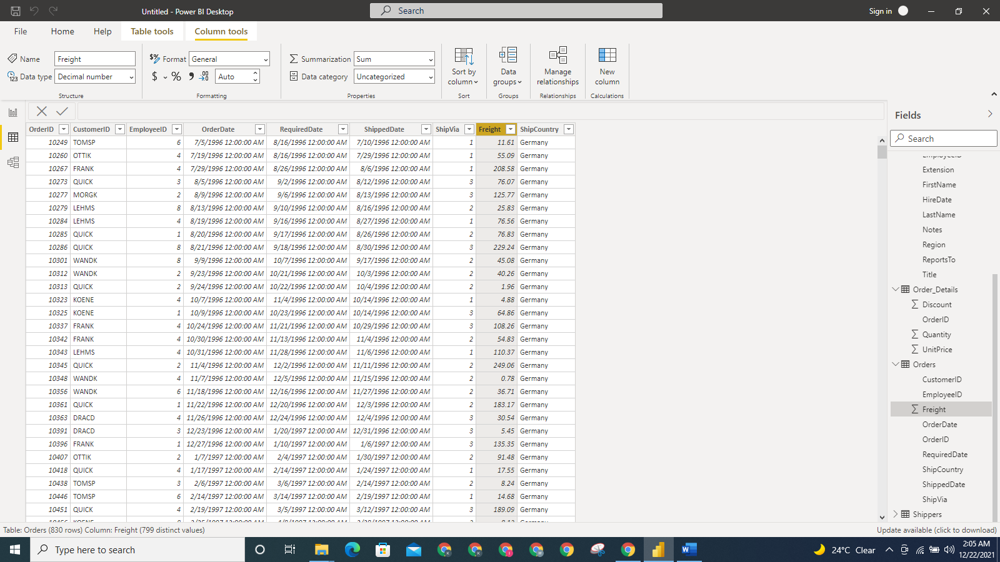 Untitled - Power BI Desktop
Search
Sign in
File Home Help Table tools Column tools
Name Freight
Data type Decimal number
Structure
$% Format General
$ % Auto
Formatting
Summarization Sum
Data category Uncategorized
Properties
Sort by
column
Sort
Data
groups
Groups
Manage
relationships
Relationships
New
column
Calculations
OrderID CustomerID EmployeeID OrderDate RequiredDate ShippedDate ShipVia Freight ShipCountry
10249 TOMSP 6 7/5/1996 12:00:00 AM 8/16/1996 12:00:00 AM 7/10/1996 12:00:00 AM 1 11.61 Germany
10260 OTTIK 4 7/19/1996 12:00:00 AM 8/16/1996 12:00:00 AM 7/29/1996 12:00:00 AM 1 55.09 Germany
10267 FRANK 4 7/29/1996 12:00:00 AM 8/26/1996 12:00:00 AM 8/6/1996 12:00:00 AM 1 208.58 Germany
10273 QUICK 3 8/5/1996 12:00:00 AM 9/2/1996 12:00:00 AM 8/12/1996 12:00:00 AM 3 76.07 Germany
10277 MORGK 2 8/9/1996 12:00:00 AM 9/6/1996 12:00:00 AM 8/13/1996 12:00:00 AM 3 125.77 Germany
10279 LEHMS 8 8/13/1996 12:00:00 AM 9/10/1996 12:00:00 AM 8/16/1996 12:00:00 AM 2 25.83 Germany
10284 LEHMS 4 8/19/1996 12:00:00 AM 9/16/1996 12:00:00 AM 8/27/1996 12:00:00 AM 1 76.56 Germany
10285 QUICK 1 8/20/1996 12:00:00 AM 9/17/1996 12:00:00 AM 8/26/1996 12:00:00 AM 2 76.83 Germany
10286 QUICK 8 8/21/1996 12:00:00 AM 9/18/1996 12:00:00 AM 8/30/1996 12:00:00 AM 3 229.24 Germany
10301 WANDK 8 9/9/1996 12:00:00 AM 10/7/1996 12:00:00 AM 9/17/1996 12:00:00 AM 2 45.08 Germany
10312 WANDK 2 9/23/1996 12:00:00 AM 10/21/1996 12:00:00 AM 10/3/1996 12:00:00 AM 2 40.26 Germany
10313 QUICK 2 9/24/1996 12:00:00 AM 10/22/1996 12:00:00 AM 10/4/1996 12:00:00 AM 2 1.96 Germany
10323 KOENE 4 10/7/1996 12:00:00 AM 11/4/1996 12:00:00 AM 10/14/1996 12:00:00 AM 1 4.88 Germany
10325 KOENE 1 10/9/1996 12:00:00 AM 10/23/1996 12:00:00 AM 10/14/1996 12:00:00 AM 3 64.86 Germany
10337 FRANK 4 10/24/1996 12:00:00 AM 11/21/1996 12:00:00 AM 10/29/1996 12:00:00 AM 3 108.26 Germany
10342 FRANK 4 10/30/1996 12:00:00 AM 11/13/1996 12:00:00 AM 11/4/1996 12:00:00 AM 2 54.83 Germany
10343 LEHMS 4 10/31/1996 12:00:00 AM 11/28/1996 12:00:00 AM 11/6/1996 12:00:00 AM 1 110.37 Germany
10345 QUICK 2 11/4/1996 12:00:00 AM 12/2/1996 12:00:00 AM 11/11/1996 12:00:00 AM 2 249.06 Germany
10348 WANDK 4 11/7/1996 12:00:00 AM 12/5/1996 12:00:00 AM 11/15/1996 12:00:00 AM 2 0.78 Germany
10356 WANDK 6 11/18/1996 12:00:00 AM 12/16/1996 12:00:00 AM 11/27/1996 12:00:00 AM 2 36.71 Germany
10361 QUICK 1 11/22/1996 12:00:00 AM 12/20/1996 12:00:00 AM 12/3/1996 12:00:00 AM 2 183.17 Germany
10363 DRACD 4 11/26/1996 12:00:00 AM 12/24/1996 12:00:00 AM 12/4/1996 12:00:00 AM 3 30.54 Germany
10391 DRACD 3 12/23/1996 12:00:00 AM 1/20/1997 12:00:00 AM 12/31/1996 12:00:00 AM 3 5.45 Germany
10396 FRANK 1 12/27/1996 12:00:00 AM 1/10/1997 12:00:00 AM 1/6/1997 12:00:00 AM 3 135.35 Germany
10407 OTTIK 2 1/7/1997 12:00:00 AM 2/4/1997 12:00:00 AM 1/30/1997 12:00:00 AM 2 91.48 Germany
10418 QUICK 4 1/17/1997 12:00:00 AM 2/14/1997 12:00:00 AM 1/24/1997 12:00:00 AM 1 17.55 Germany
10438 TOMSP 3 2/6/1997 12:00:00 AM 3/6/1997 12:00:00 AM 2/14/1997 12:00:00 AM 2 8.24 Germany
10446 TOMSP 6 2/14/1997 12:00:00 AM 3/14/1997 12:00:00 AM 2/19/1997 12:00:00 AM 1 14.68 Germany
10451 QUICK 4 2/19/1997 12:00:00 AM 3/5/1997 12:00:00 AM 3/12/1997 12:00:00 AM 3 189.09 Germany
Fields
Search
EmployeeID
Extension
FirstName
HireDate
LastName
Notes
Region
ReportsTo
Title
Order_Details
Discount
OrderID
Quantity
UnitPrice
Orders
CustomerID
EmployeeID
Freight
OrderDate
OrderID
RequiredDate
ShipCountry
ShippedDate
ShipVia
Shippers
Table: Orders (830 rows) Column: Freight (799 distinct values)
Update available (click to download)
Type here to search
24°C Clear
2:05 AM
12/22/2021